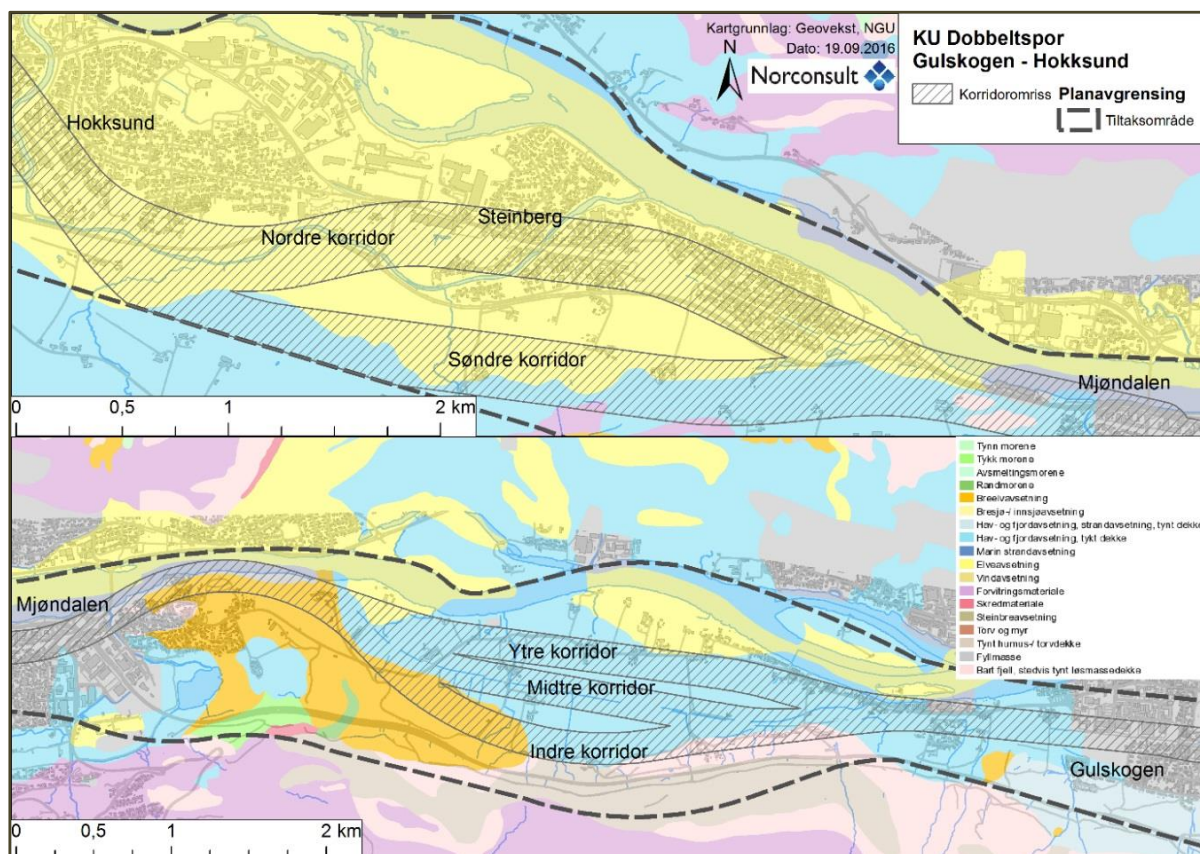 Kartgrunnlag: Geovekst, NGU
Dato: 19.09.2016
N
Norconsult
KU Dobbeltspor
Gulskogen - Hokksund
Korridoromriss Planavgrensing
Tiltaksområde
Hokksund
Steinberg
Nordre korridor
Søndre korridor
Mjøndalen
0 0,5 1 2 km
Tynn morene
Tykk morene
Avsmeltingsmorene
Randmorene
Breelvavsetning
Bresjø-/ innsjøavsetning
Hav- og fjordavsetning, strandavsetning, tynt dekke
Hav- og fjordavsetning, tykt dekke
Marin strandavsetning
Elveavsetning
Vindavsetning
Forvitringsmateriale
Skredmateriale
Steinbreavsetning
Torv og myr
Tynt humus-/ torvdekke
Fyllmasse
Bart fjell, stedvis tynt løsmassedekke
Mjøndalen
Ytre korridor
Midtre korridor
Indre korridor
Gulskogen
0 0,5 1 2 km